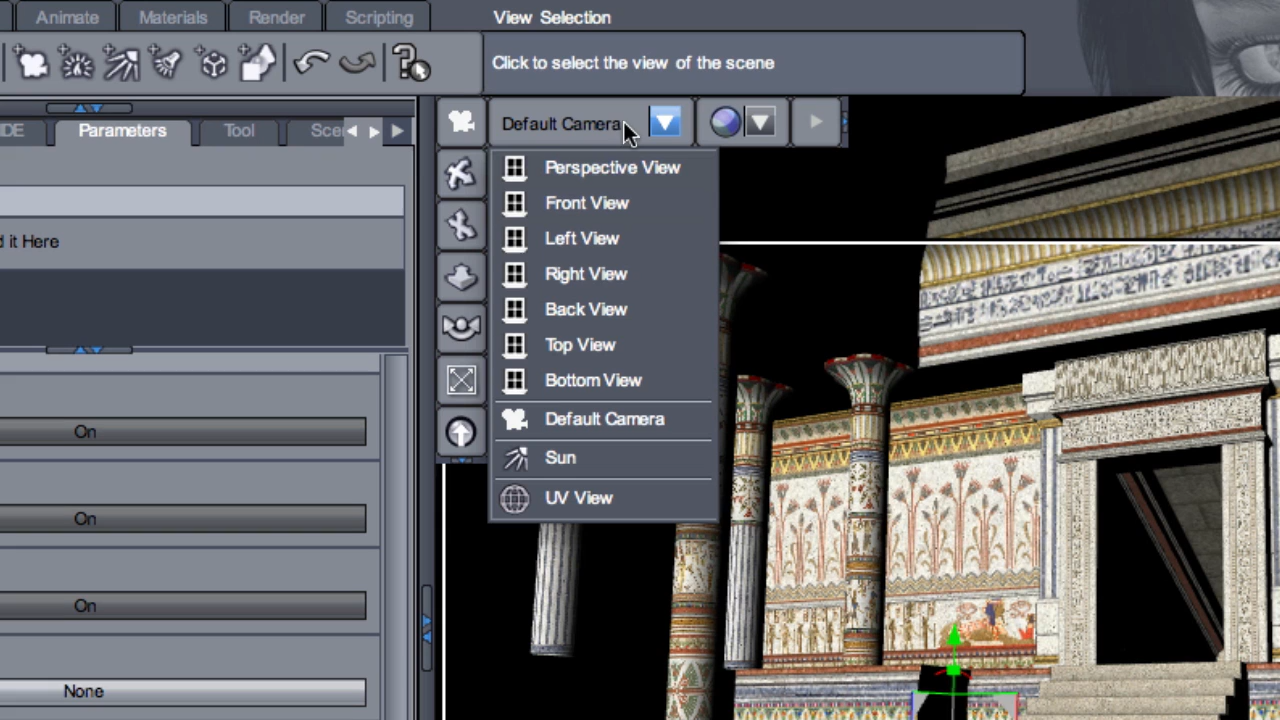 Animate
Materials
Render
Scripting
View Selection
Click to select the view of the scene
Parameters
Tool
Default Camera
Perspective View
Front View
Left View
Right View
Back View
Top View
Bottom View
Default Camera
Sun
UV View
it Here
On
On
On
None